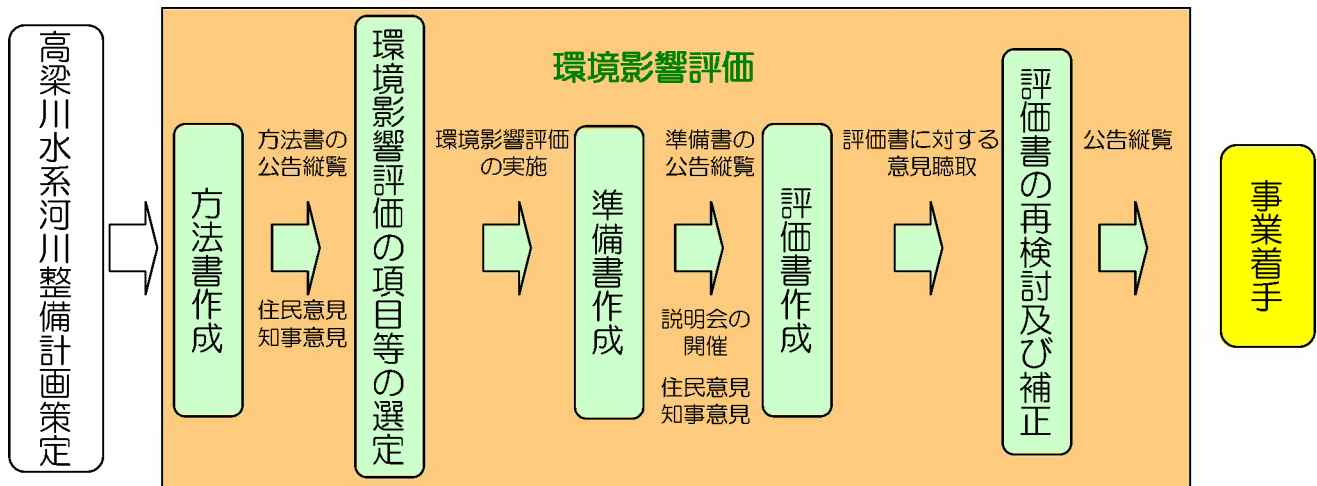 高梁川水系河川整備計画策定
環境影響評価
方法書作成
方法書の
公告縦覧
住民意見
知事意見
環境影響評価の項目等の選定
環境影響評価
の実施
準備書作成
準備書の
公告縦覧
説明会の
開催
住民意見
知事意見
評価書作成
評価書に対する
意見聴取
評価書の再検討及び補正
公告縦覧
事業着手